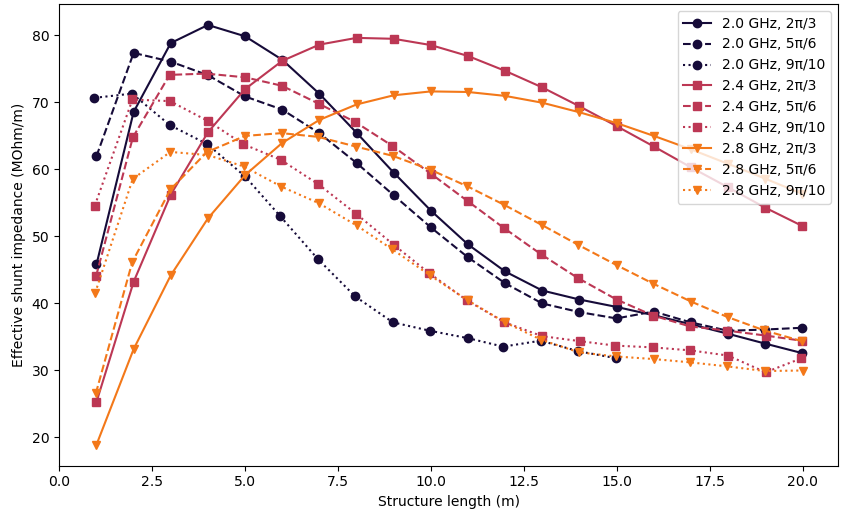 80
70
60
50
40
30
20
Effective shunt impedance (MOhm/m)
2.0 GHz, 2π/3
2.0 GHz, 5π/6
2.0 GHz, 9π/10
2.4 GHz, 2π/3
2.4 GHz, 5π/6
2.4 GHz, 9π/10
2.8 GHz, 2π/3
2.8 GHz, 5π/6
2.8 GHz, 9π/10
0.0 2.5 5.0 7.5 10.0 12.5 15.0 17.5 20.0
Structure length (m)